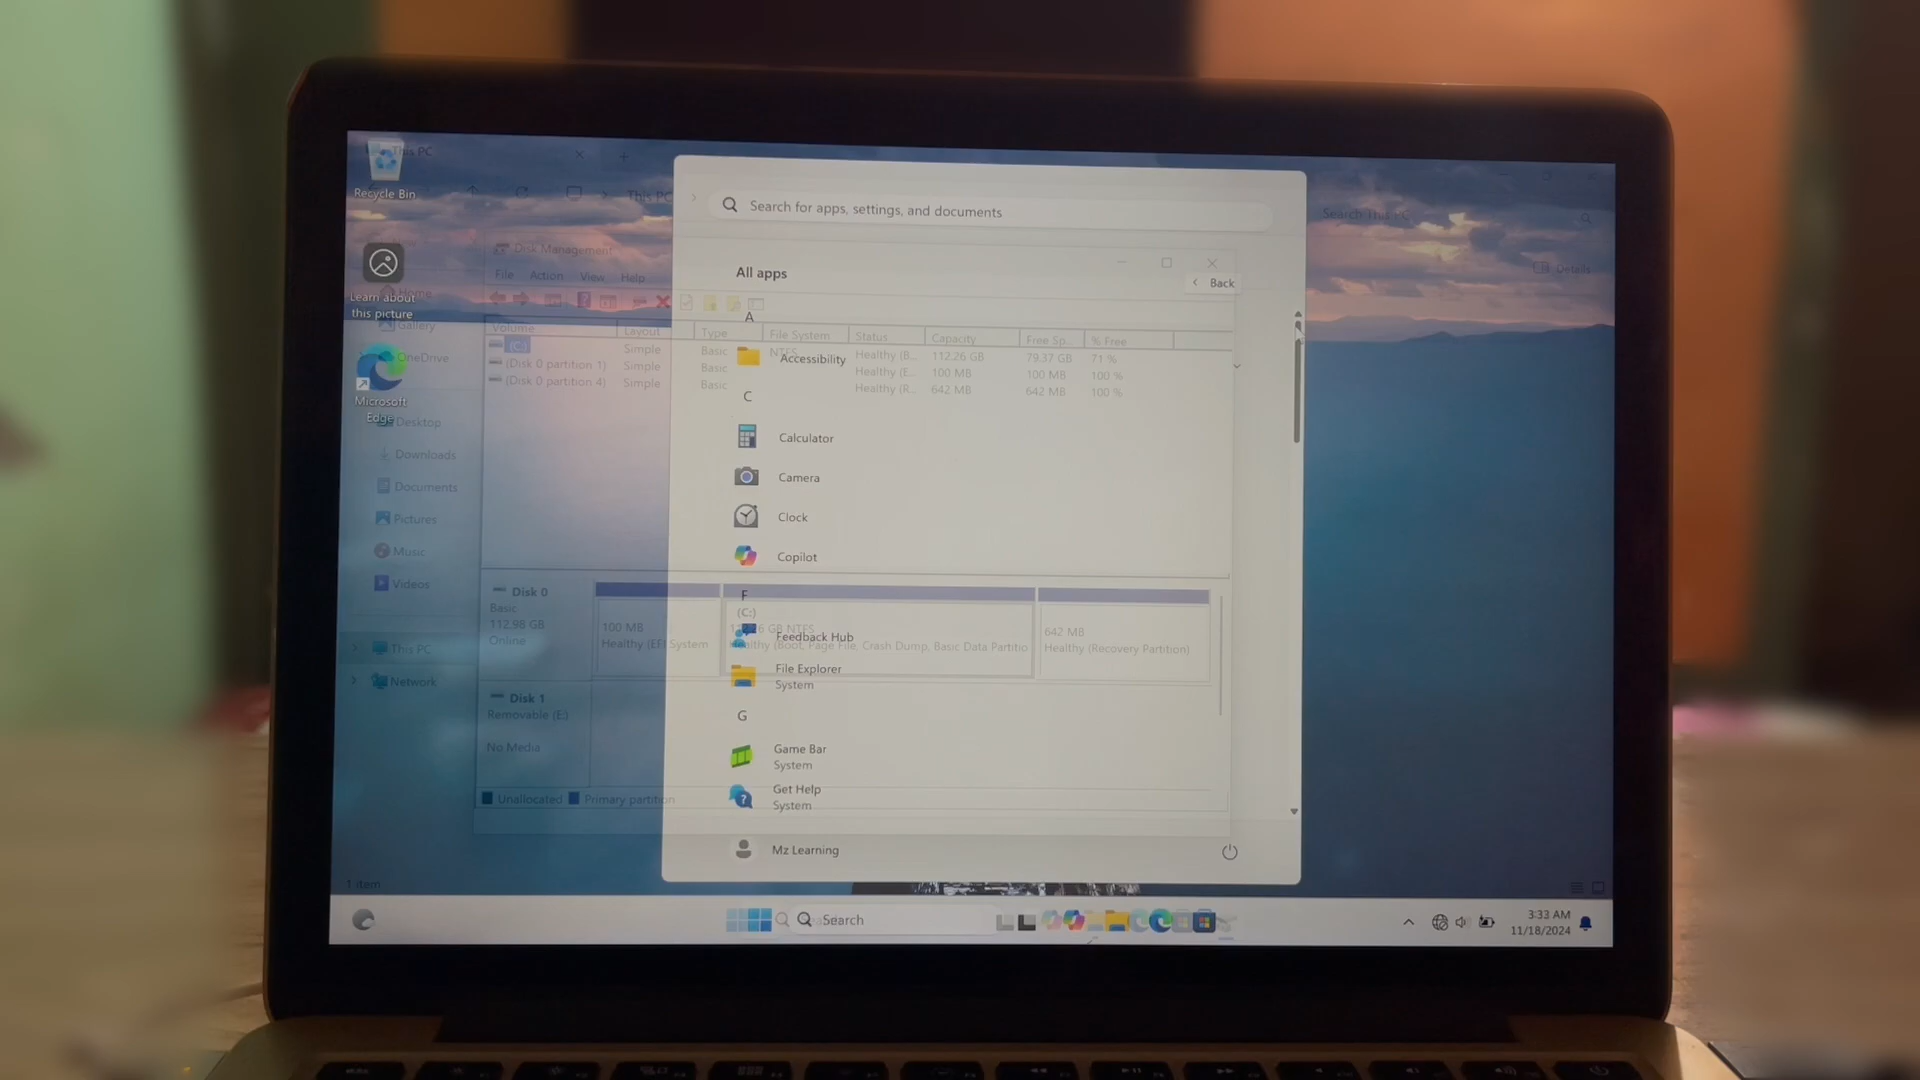 Recycle Bin
This PC
This PC
Search This PC
Details
Learn about
this picture
Home
Gallery
OneDrive
Microsoft
Edge
Desktop
Downloads
Documents
Pictures
Music
Videos
This PC
Network
1 item
Disk Management
File Action View Help
Volume Layout Type File System Status Capacity Free Sp... % Free
(C:) Simple Basic NTFS Healthy (B... 112.26 GB 79.37 GB 71 %
(Disk 0 partition 1) Simple Basic Healthy (E... 100 MB 100 MB 100 %
(Disk 0 partition 4) Simple Basic Healthy (R... 642 MB 642 MB 100 %
Disk 0
Basic
112.98 GB
Online
100 MB
Healthy (EFI System
(C:)
NTFS
Healthy (Boot, Page File, Crash Dump, Basic Data Partitio
642 MB
Healthy (Recovery Partition)
Disk 1
Removable (E:)
No Media
Unallocated Primary partition
Search for apps, settings, and documents
All apps
Back
A
Accessibility
C
Calculator
Camera
Clock
Copilot
F
Feedback Hub
File Explorer
System
G
Game Bar
System
Get Help
System
Mz Learning
Search
3:33 AM
11/18/2024